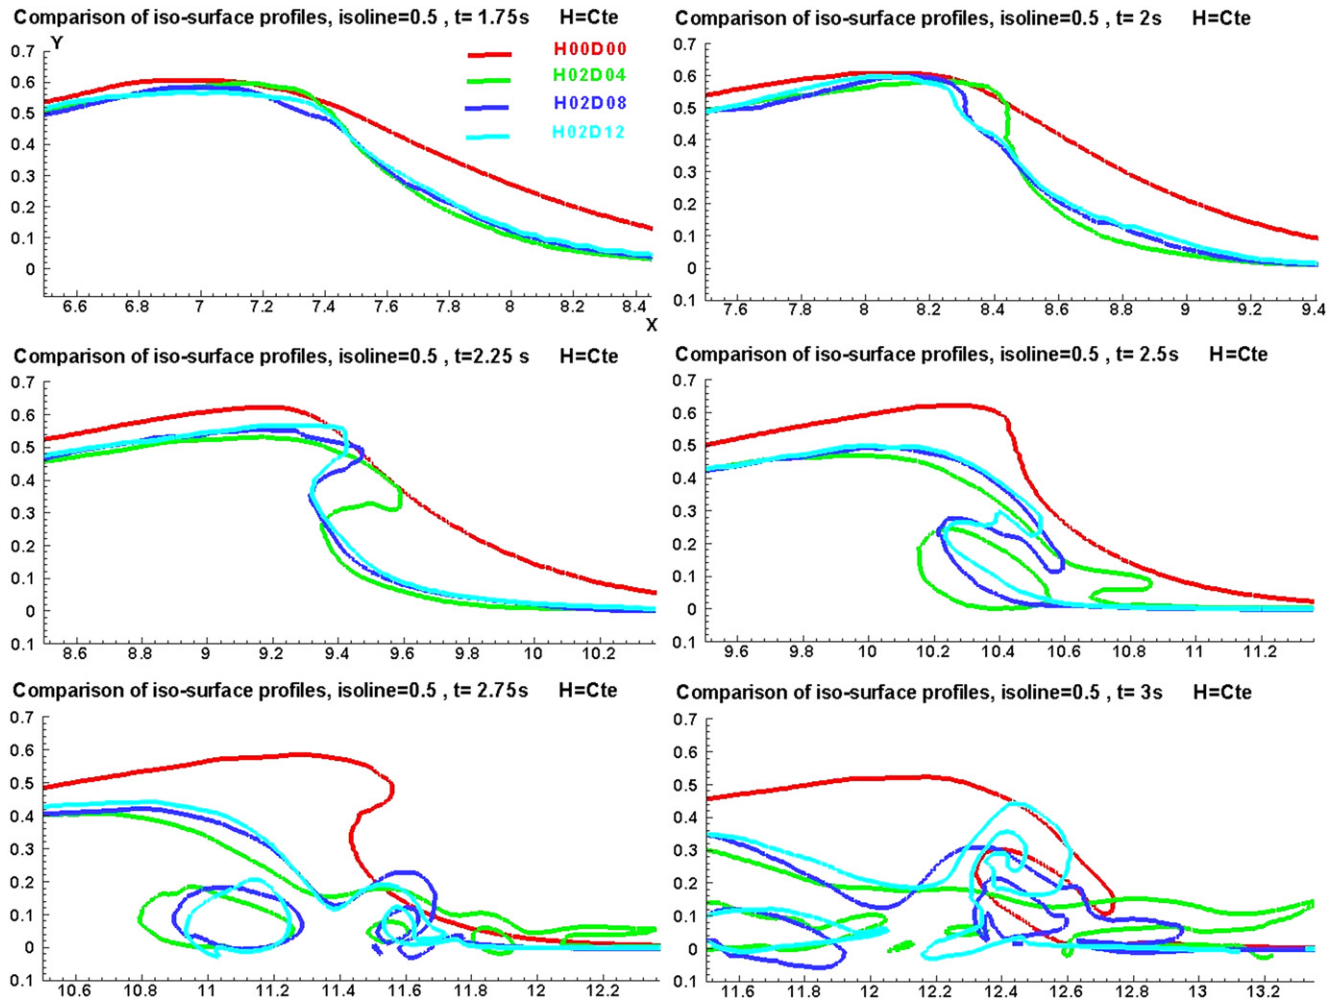 Comparison of iso-surface profiles, isoline=0.5 , t= 1.75s H=Cte
Y
0.7
0.6
0.5
0.4
0.3
0.2
0.1
0
H00D00
H02D04
H02D08
H02D12
6.6 6.8 7 7.2 7.4 7.6 7.8 8 8.2 8.4
X
Comparison of iso-surface profiles, isoline=0.5 , t= 2s H=Cte
0.7
0.6
0.5
0.4
0.3
0.2
0.1
0
0.1
7.6 7.8 8 8.2 8.4 8.6 8.8 9 9.2 9.4
Comparison of iso-surface profiles, isoline=0.5 , t=2.25 s H=Cte
0.7
0.6
0.5
0.4
0.3
0.2
0.1
0
0.1
8.6 8.8 9 9.2 9.4 9.6 9.8 10 10.2
Comparison of iso-surface profiles, isoline=0.5 , t= 2.5s H=Cte
0.7
0.6
0.5
0.4
0.3
0.2
0.1
0
0.1
9.6 9.8 10 10.2 10.4 10.6 10.8 11 11.2
Comparison of iso-surface profiles, isoline=0.5 , t= 2.75s H=Cte
0.7
0.6
0.5
0.4
0.3
0.2
0.1
0
0.1
10.6 10.8 11 11.2 11.4 11.6 11.8 12 12.2
Comparison of iso-surface profiles, isoline=0.5 , t= 3s H=Cte
0.7
0.6
0.5
0.4
0.3
0.2
0.1
0
0.1
11.6 11.8 12 12.2 12.4 12.6 12.8 13 13.2